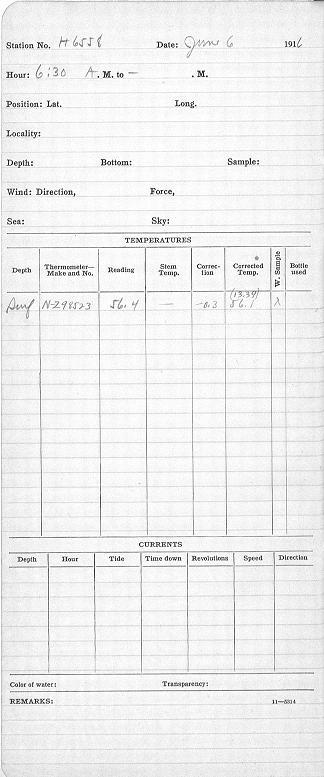 Station No. H6558 Date: June 6 1916
Hour: 6:30 A. M. to — . M.
Position: Lat. Long.
Locality:
Depth: Bottom: Sample:
Wind: Direction, Force,
Sea: Sky:
TEMPERATURES
Depth Thermometer—Make and No. Reading Stem Temp. Correction Corrected Temp. W. Sample Bottle used
(13.39)
Surf N-Z98523 56.4 — -0.3 56.1 X
CURRENTS
Depth Hour Tide Time down Revolutions Speed Direction
Color of water: Transparency:
REMARKS: 11—5314